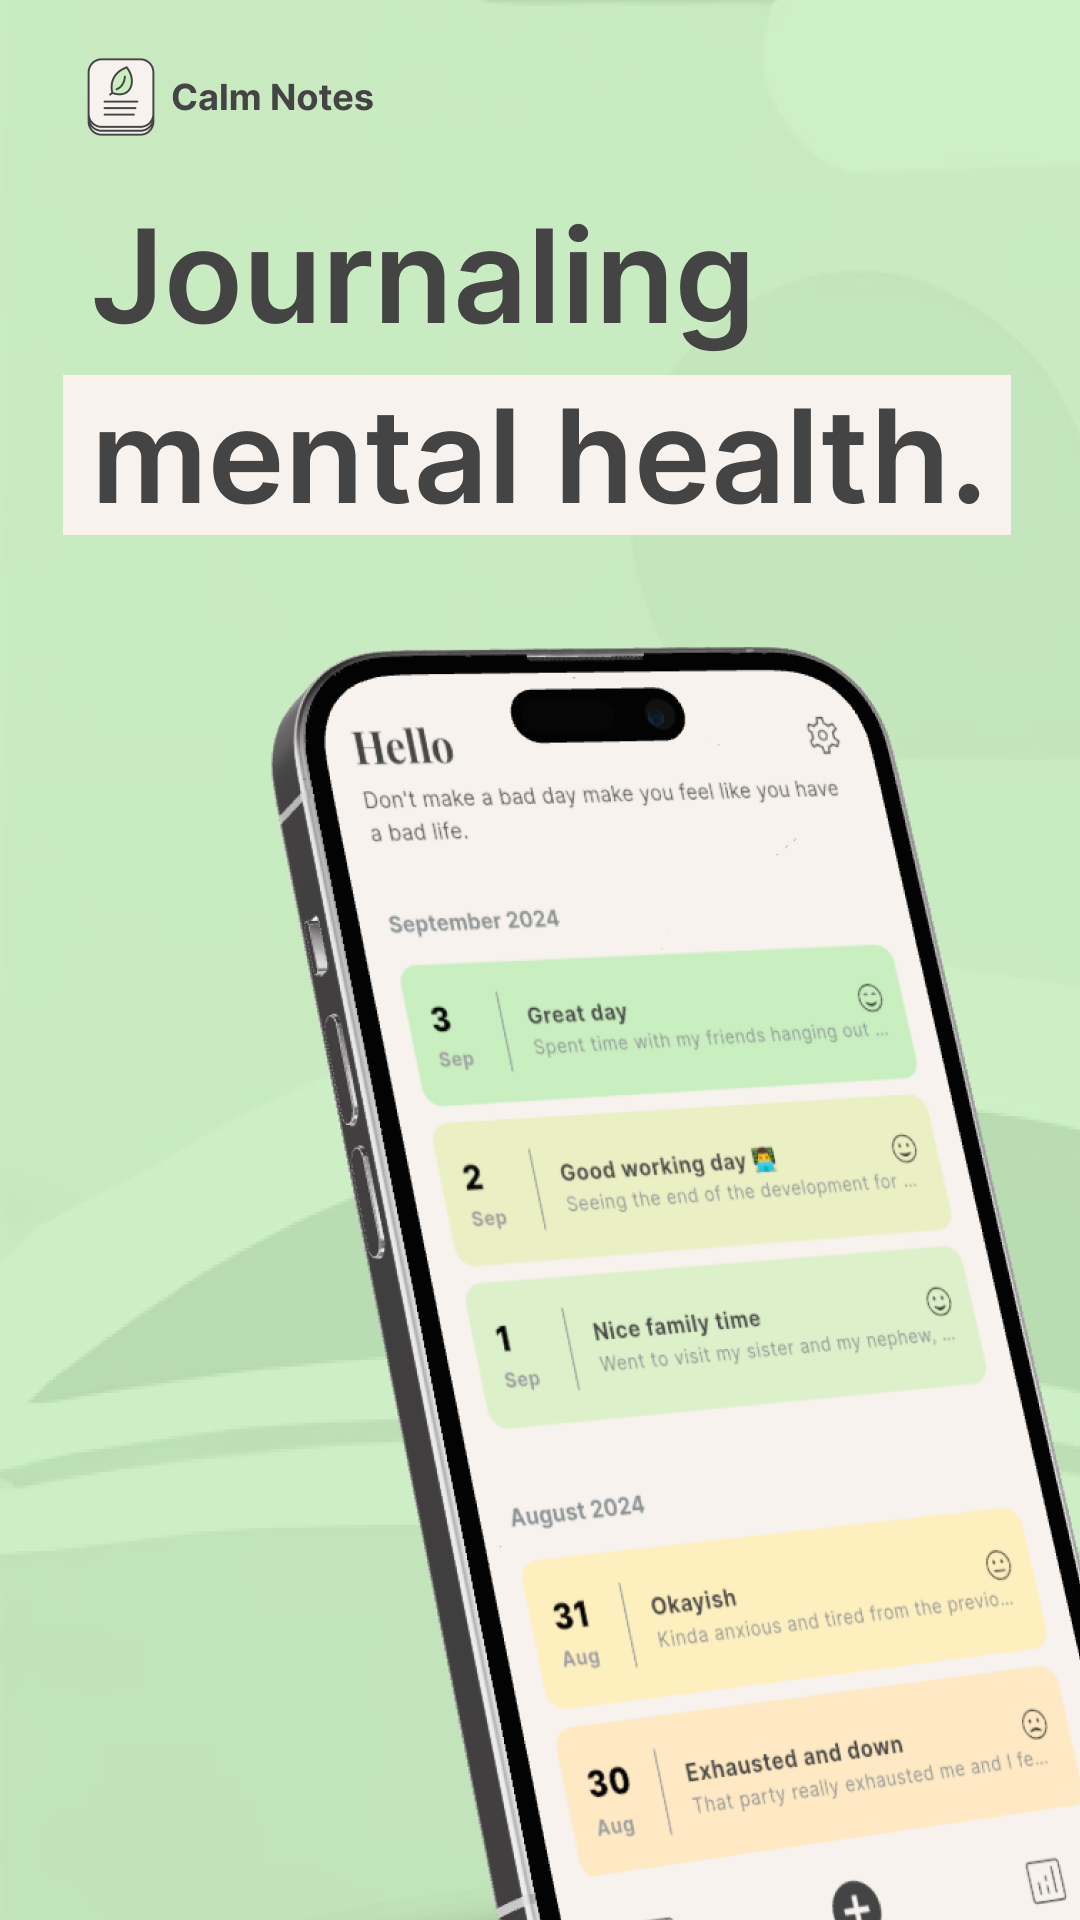 Calm Notes
Journaling
mental health.
Hello
Don't make a bad day make you feel like you have
a bad life.
September 2024
3
Sep
Great day
Spent time with my friends hanging out ...
2
Sep
Good working day 👨‍💻
Seeing the end of the development for ...
1
Sep
Nice family time
Went to visit my sister and my nephew, ...
August 2024
31
Aug
Okayish
Kinda anxious and tired from the previo...
30
Aug
Exhausted and down
That party really exhausted me and I fe...